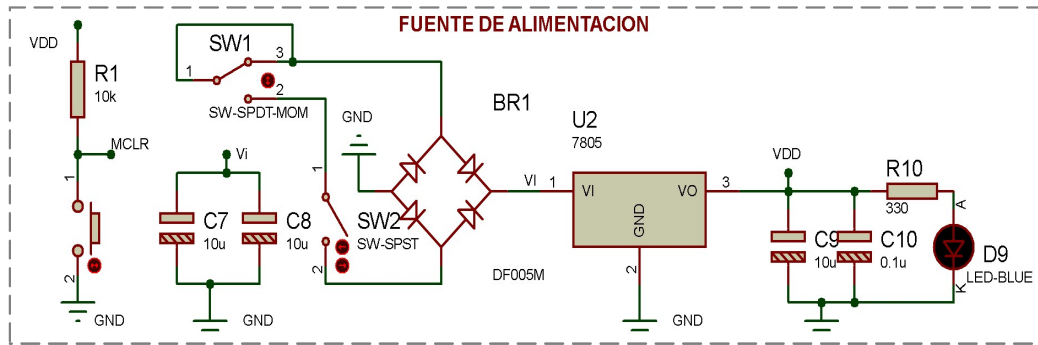 FUENTE DE ALIMENTACION
VDD
R1
10k
MCLR
1
2
GND
SW1
1
3
2
SW-SPDT-MOM
Vi
C7
10u
C8
10u
GND
GND
1
SW2
SW-SPST
2
BR1
DF005M
VI
1
U2
7805
VI
VO
GND
3
2
GND
VDD
R10
330
C9
10u
C10
0.1u
A
D9
LED-BLUE
K